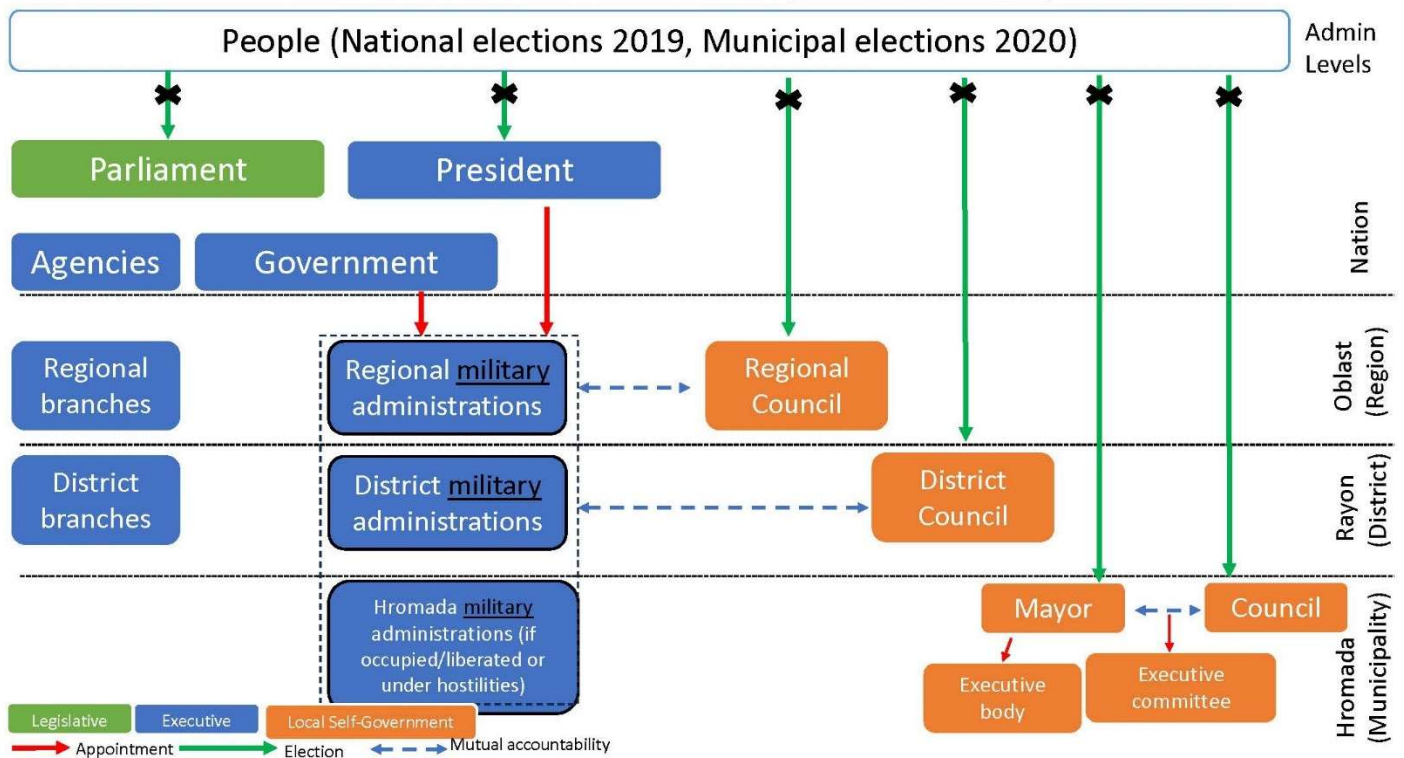 People (National elections 2019, Municipal elections 2020)
Admin
Levels
Parliament
President
Agencies
Government
Nation
Regional
branches
Regional military
administrations
Regional
Council
Oblast
(Region)
District
branches
District military
administrations
District
Council
Rayon
(District)
Hromada military
administrations (if
occupied/liberated or
under hostilities)
Mayor
Council
Executive
body
Executive
committee
Hromada
(Municipality)
Legislative
Executive
Local Self-Government
Appointment
Election
Mutual accountability